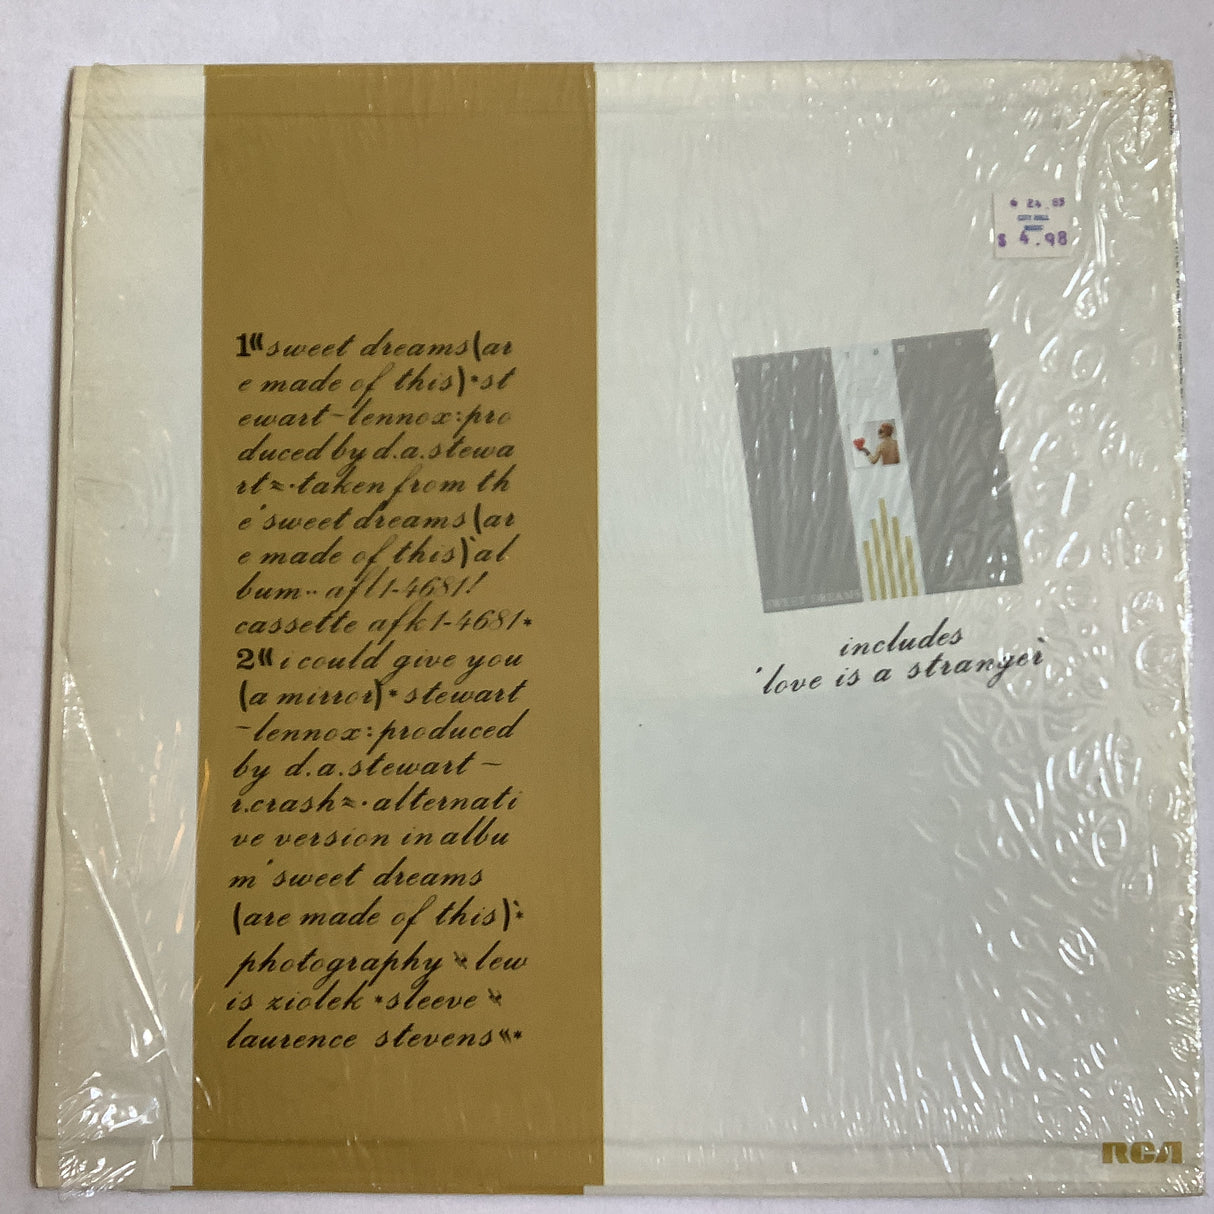 1“sweet dreams(ar
e made of this)*st
ewart-lennox:pro
duced by d.a.stewa
rt≈·taken from th
e'sweet dreams(ar
e made of this)'al
bum··afl1-4681!
cassette afk1-4681*
2“i could give you
(a mirror)*stewart
-lennox:produced
by d.a.stewart-
r.crash≈·alternati
ve version in albu
m'sweet dreams
(are made of this)'*
photography “lew
is ziolek *sleeve “
laurence stevens“*
$ 4.98
SWEET DREAMS
includes
'love is a stranger'
RCA